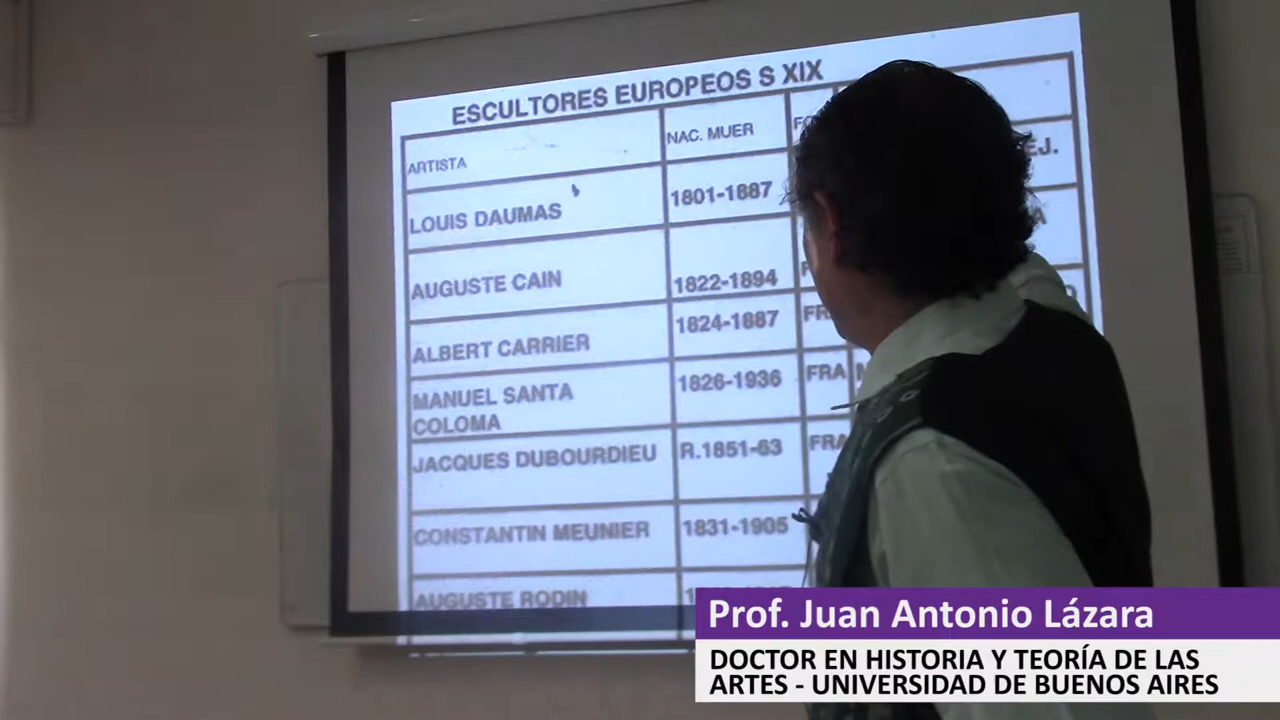 ESCULTORES EUROPEOS S XIX
ARTISTA NAC. MUER
LOUIS DAUMAS 1801-1887
AUGUSTE CAIN 1822-1894
ALBERT CARRIER 1824-1887
MANUEL SANTA COLOMA 1826-1936 FRA
JACQUES DUBOURDIEU R.1851-63 FRA
CONSTANTIN MEUNIER 1831-1905
AUGUSTE RODIN
Prof. Juan Antonio Lázara
DOCTOR EN HISTORIA Y TEORÍA DE LAS
ARTES - UNIVERSIDAD DE BUENOS AIRES